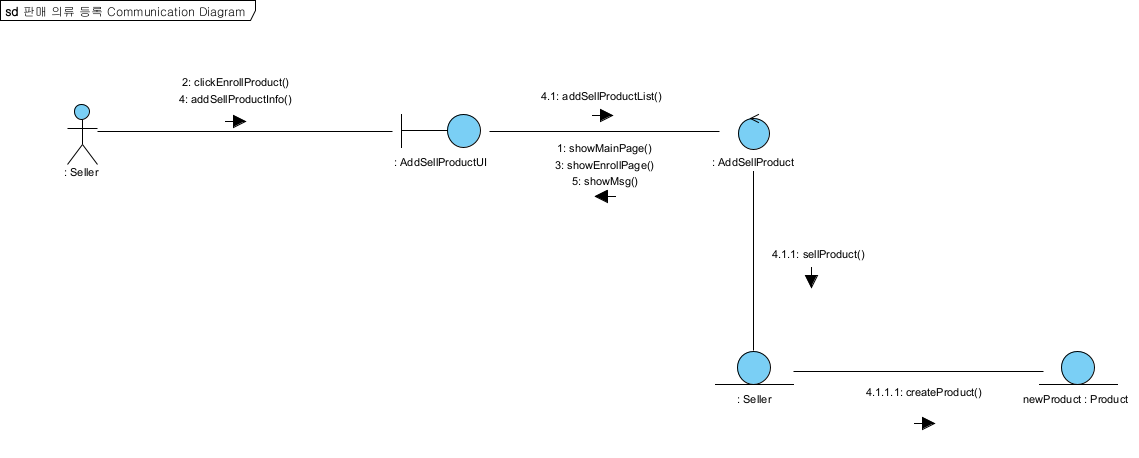 sd 판매 의류 등록 Communication Diagram
2: clickEnrollProduct()
4: addSellProductInfo()
4.1: addSellProductList()
1: showMainPage()
3: showEnrollPage()
5: showMsg()
: Seller
: AddSellProductUI
: AddSellProduct
4.1.1: sellProduct()
4.1.1.1: createProduct()
: Seller
newProduct : Product